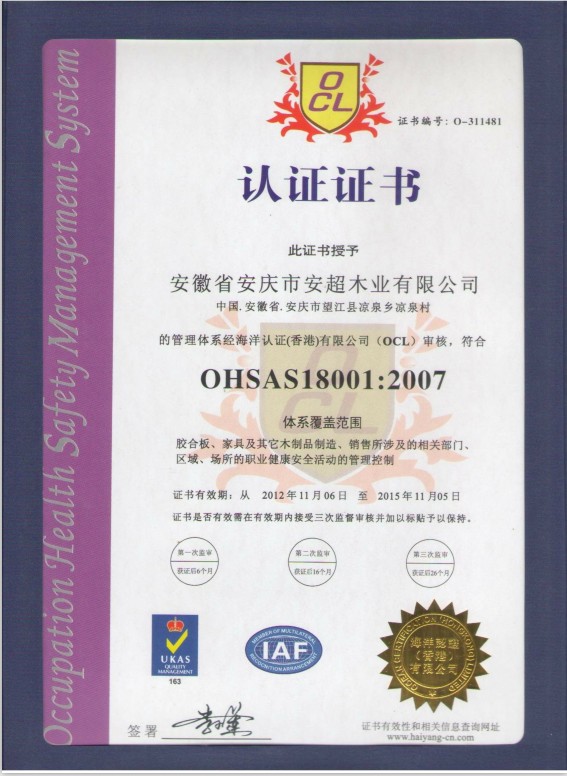 Occupation Health Safety Management System
OCL
证书编号: O-311481
认证证书
此证书授予
安徽省安庆市安超木业有限公司
中国.安徽省.安庆市望江县凉泉乡凉泉村
的管理体系经海洋认证(香港)有限公司（OCL）审核，符合
OHSAS18001:2007
体系覆盖范围
胶合板、家具及其它木制品制造、销售所涉及的相关部门、
区域、场所的职业健康安全活动的管理控制
证书有效期：从 2012年11月06日 至 2015年11月05日
证书是否有效需在有效期内接受三次监督审核并加以标贴予以保持。
第一次监审
获证后6个月
第二次监审
获证后16个月
第三次监审
获证后26个月
UKAS
QUALITY
MANAGEMENT
163
MEMBER OF MULTILATERAL
IAF
RECOGNITION ARRANGEMENT
OCEAN CERTIFICATION (HONGKONG) LIMITED
海洋認證
（香港）
有限公司
签署
证书有效性和相关信息查询网址
www.haiyang-cn.com